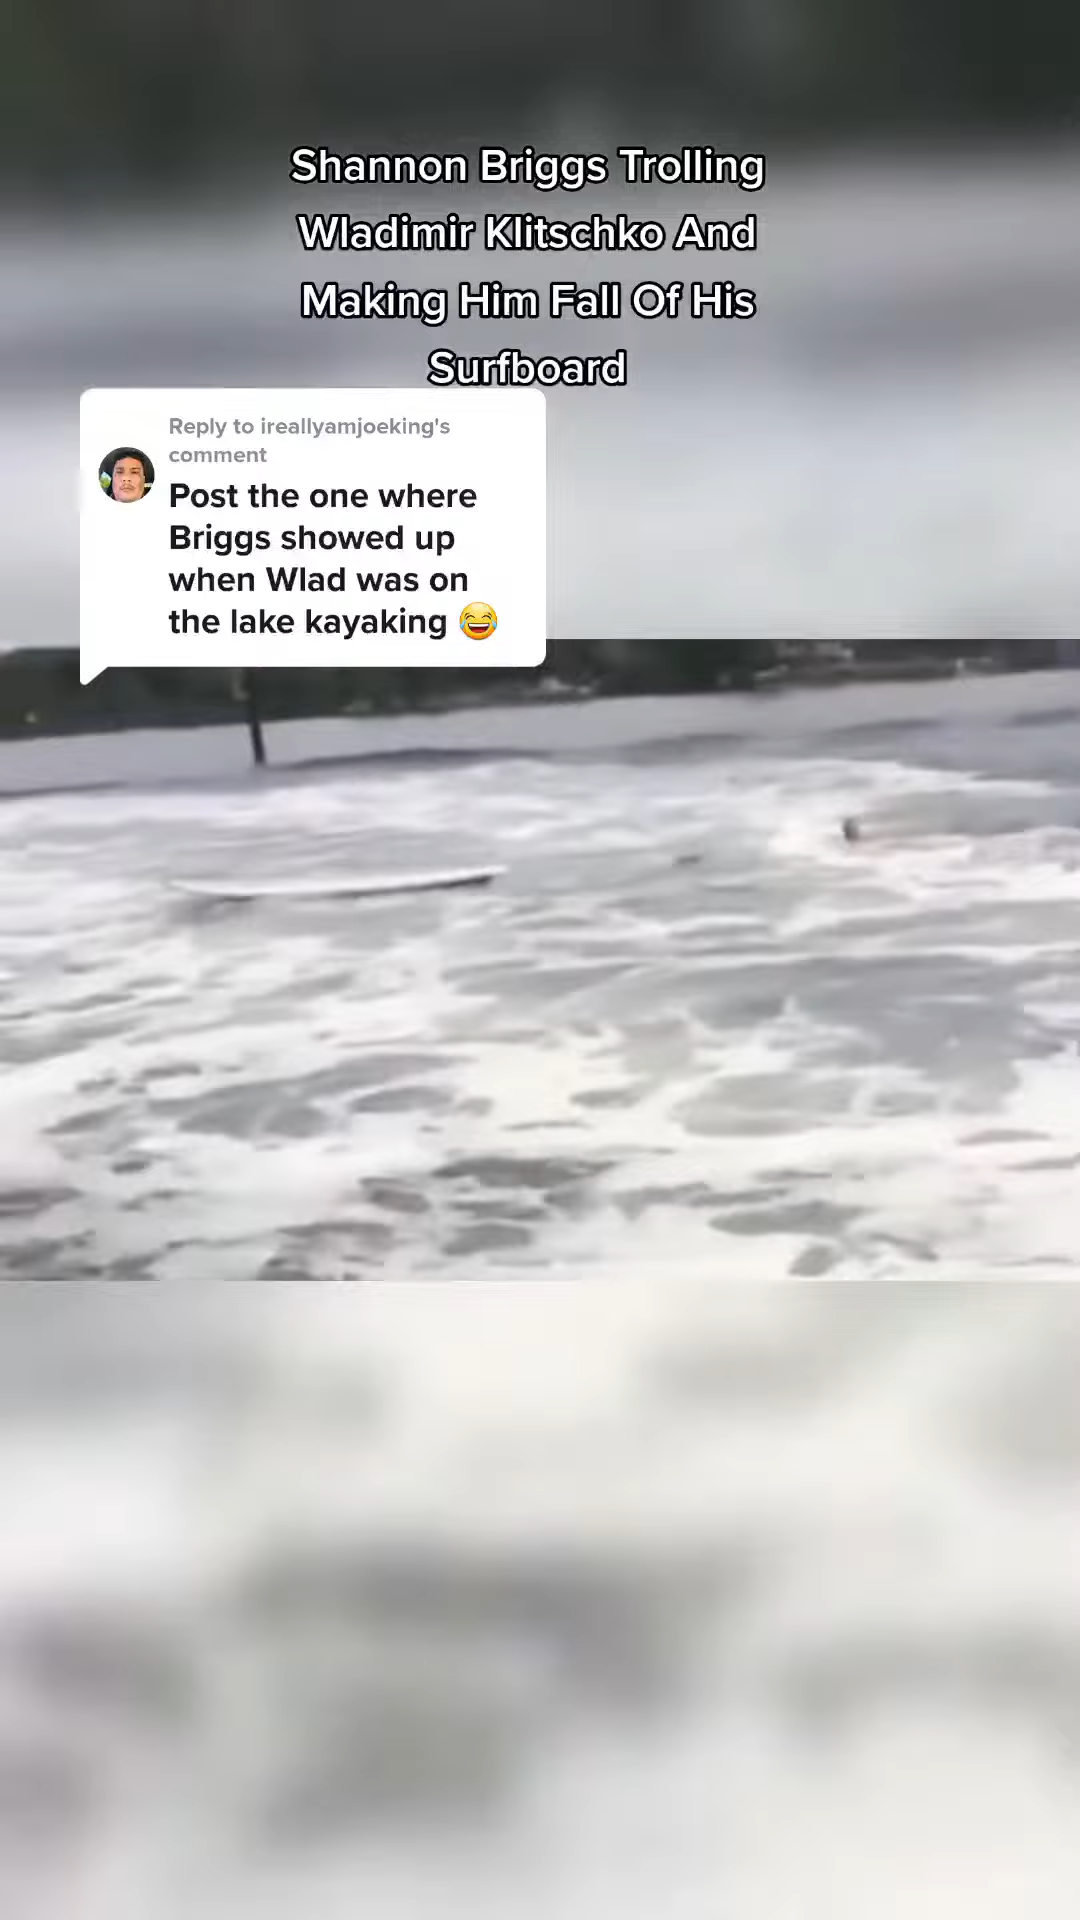 Shannon Briggs Trolling
Wladimir Klitschko And
Making Him Fall Of His
Surfboard
Reply to ireallyamjoeking's
comment
Post the one where
Briggs showed up
when Wlad was on
the lake kayaking 😂